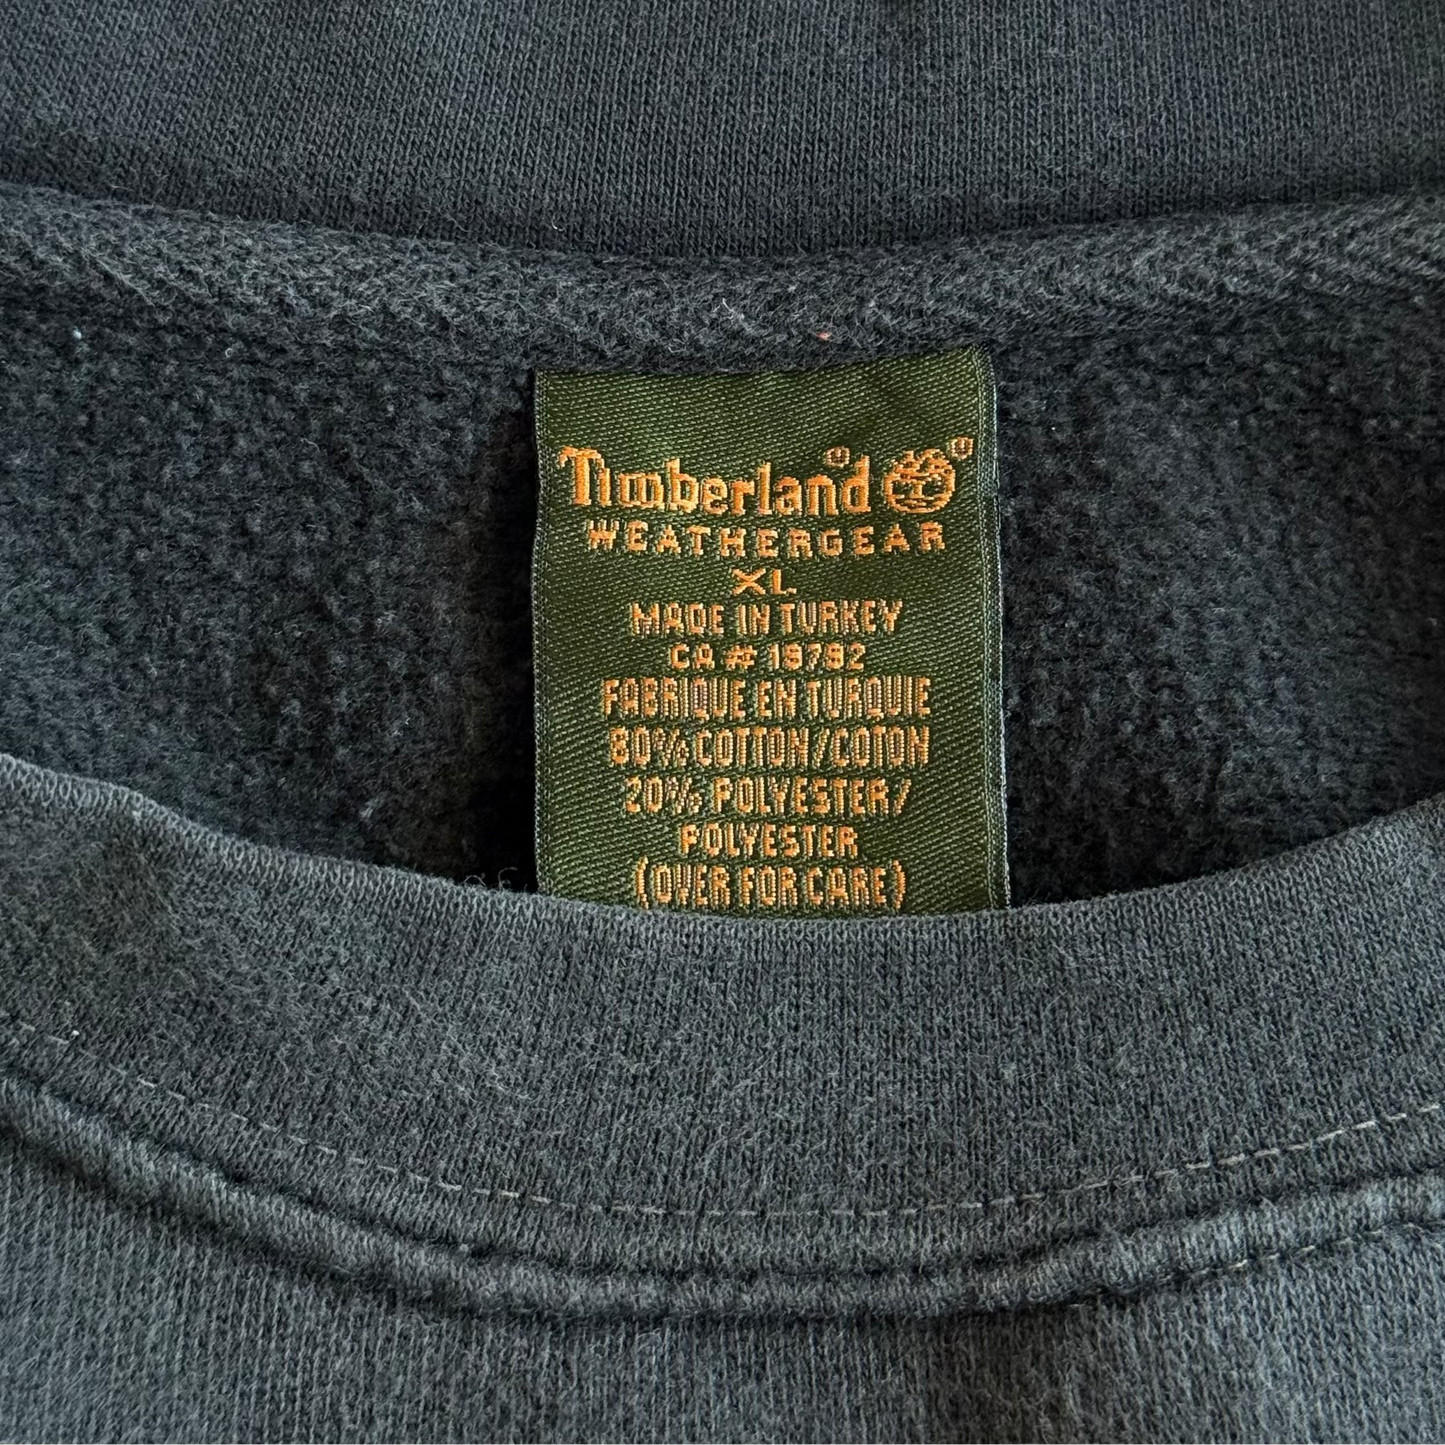 Timberland®®
WEATHERGEAR
XL
MADE IN TURKEY
CA # 19792
FABRIQUE EN TURQUIE
80% COTTON/COTON
20% POLYESTER/
POLYESTER
(OVER FOR CARE)